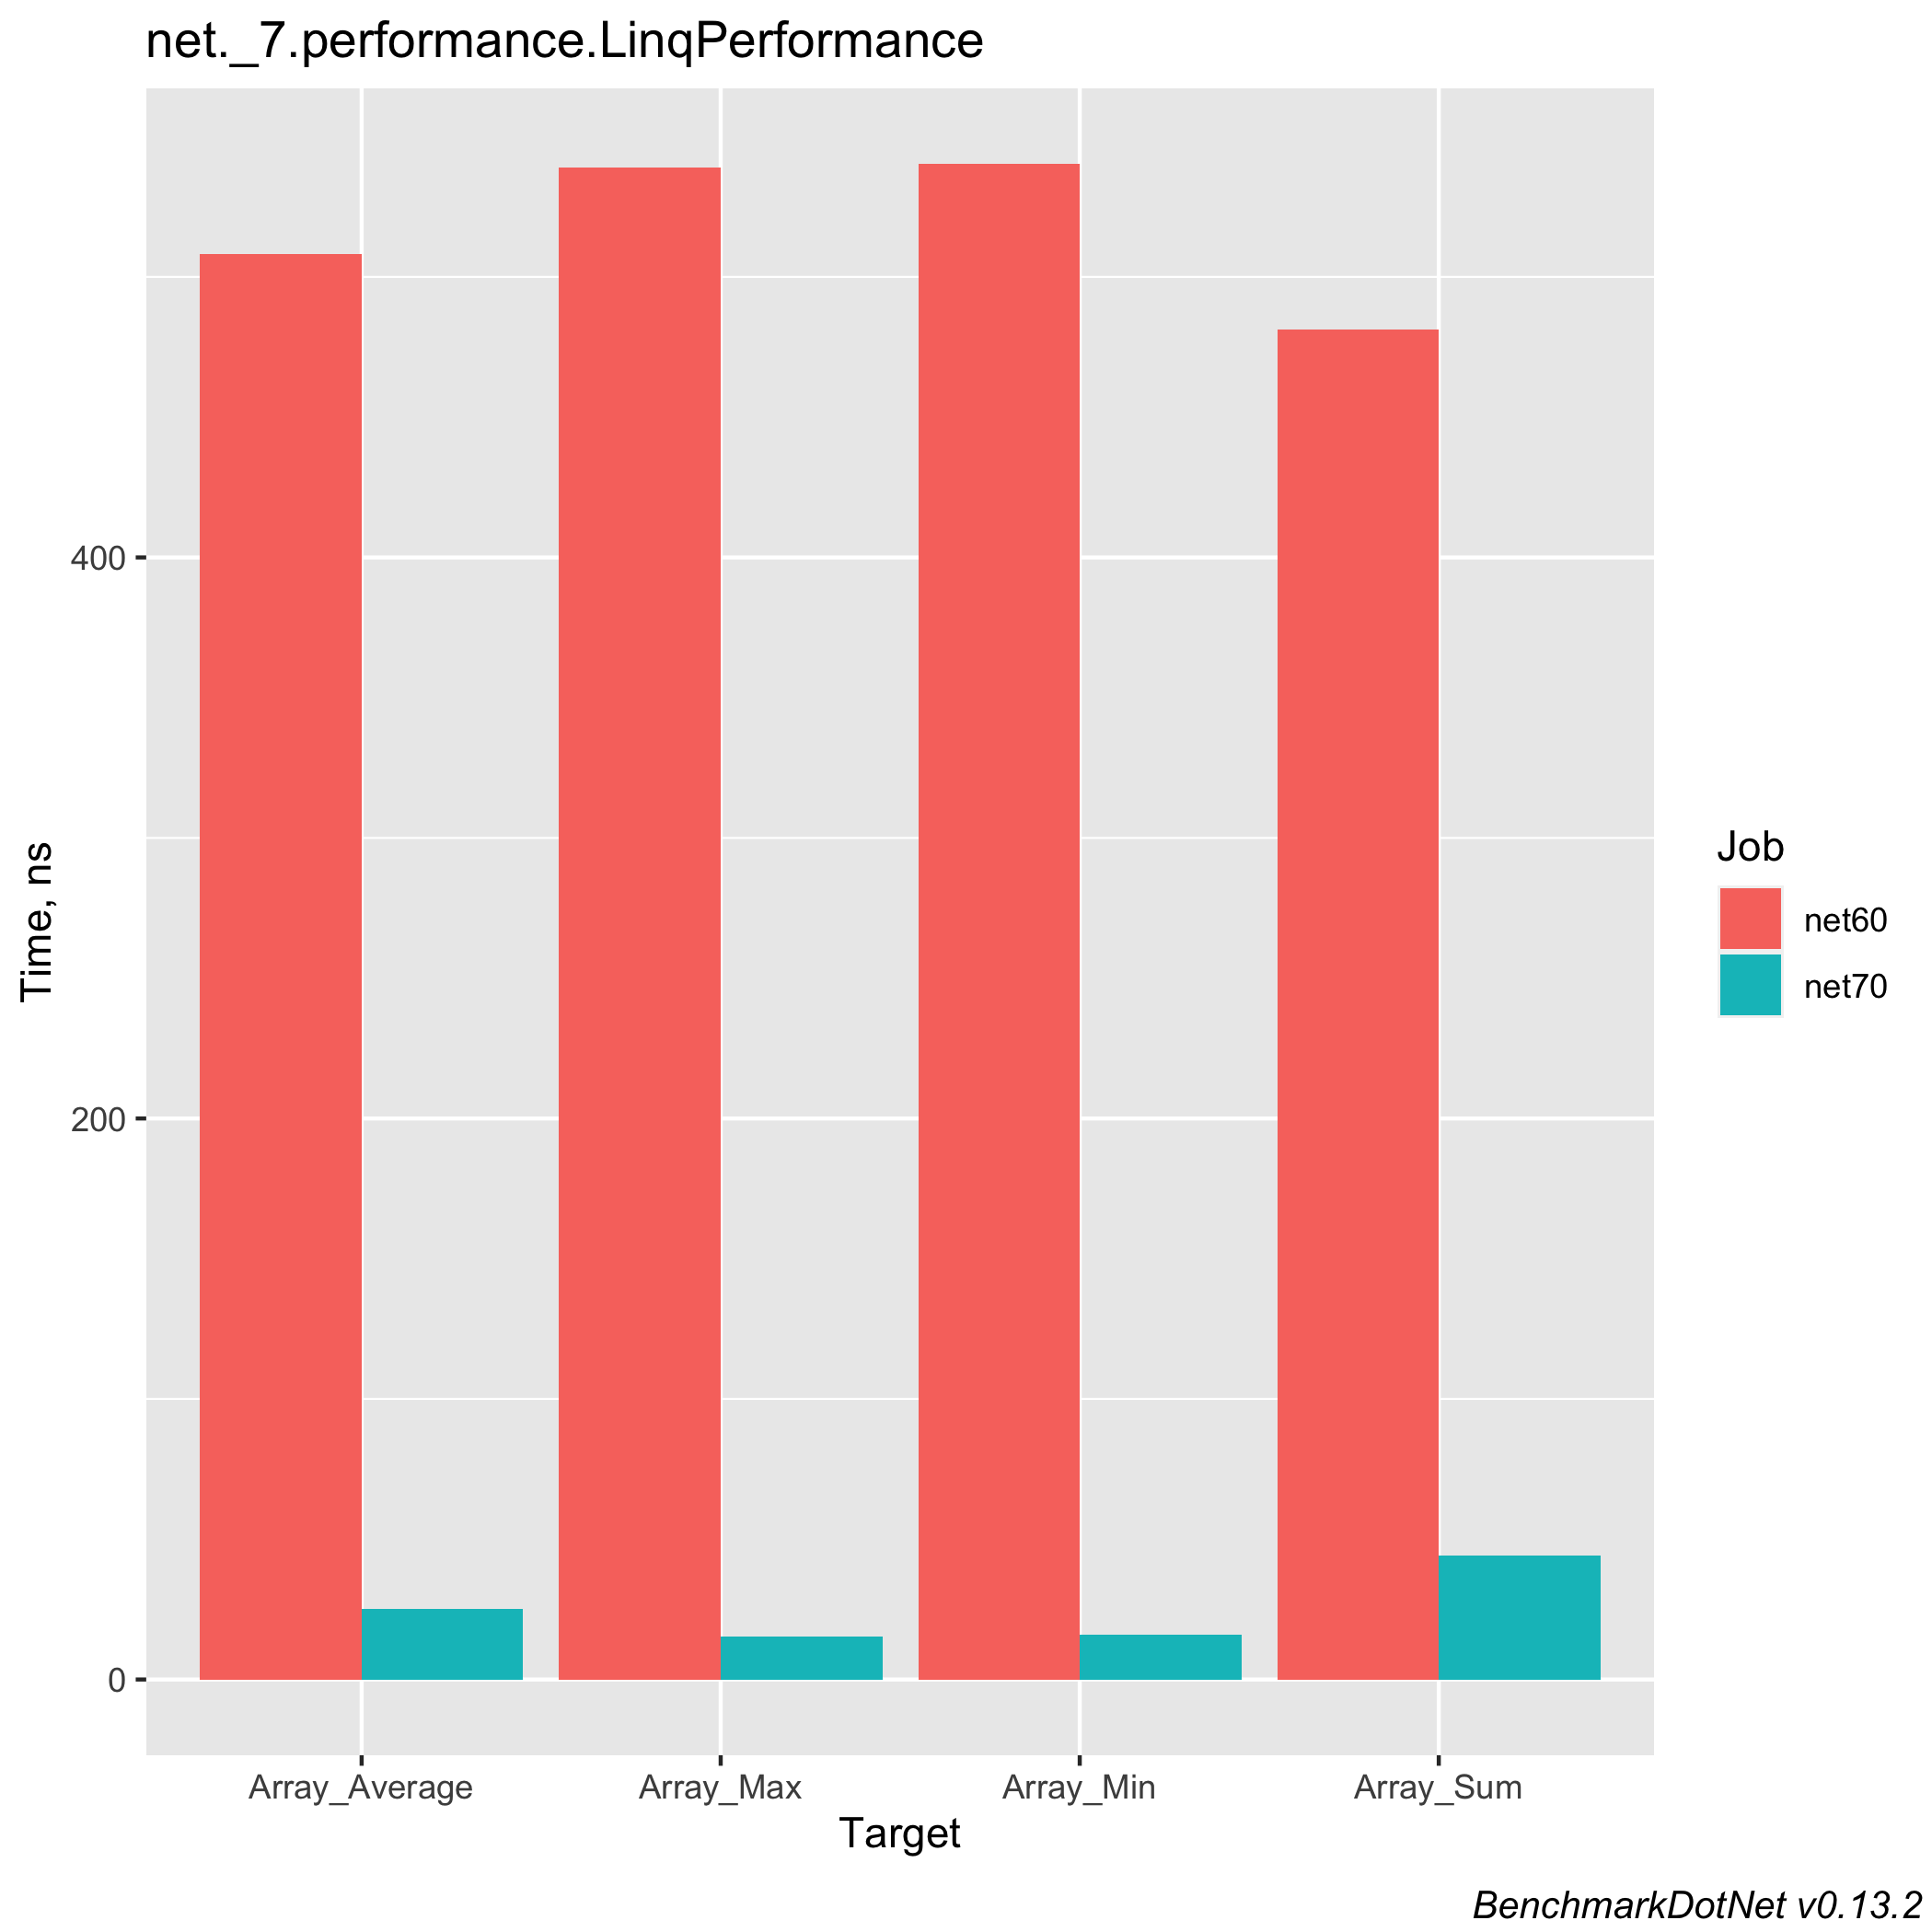 net._7.performance.LinqPerformance
Time, ns
400
200
0
Array_Average
Array_Max
Array_Min
Array_Sum
Target
Job
net60
net70
BenchmarkDotNet v0.13.2